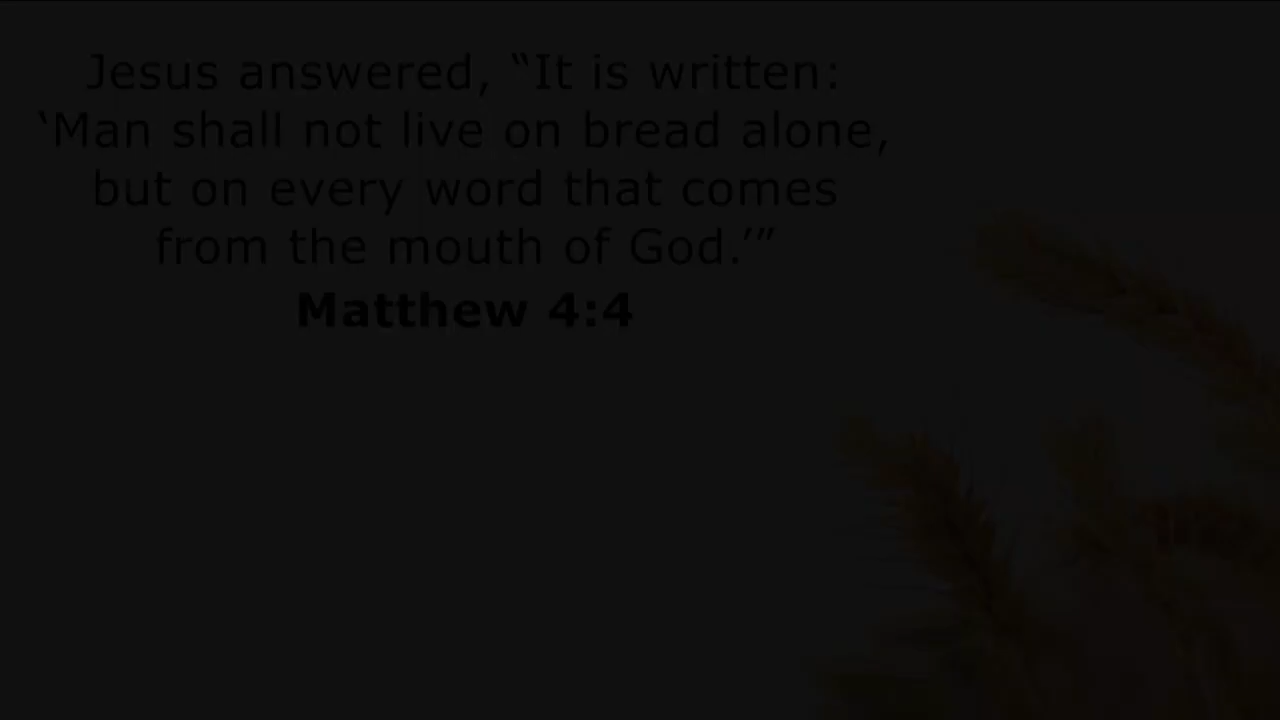 Jesus answered, “It is written:
‘Man shall not live on bread alone,
but on every word that comes
from the mouth of God.’”
Matthew 4:4